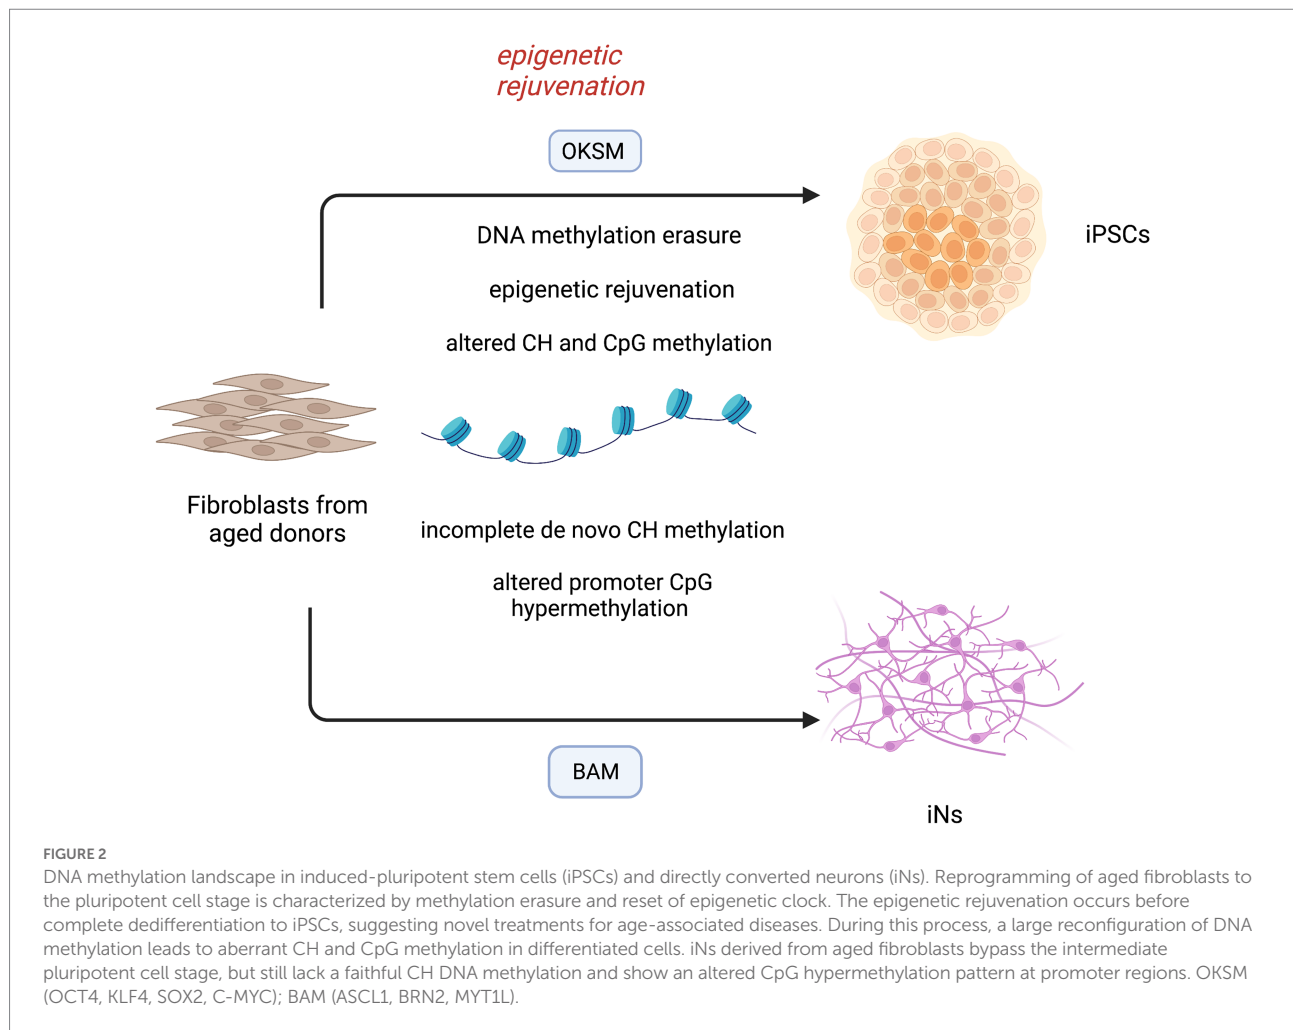 epigenetic
rejuvenation
OKSM
DNA methylation erasure
epigenetic rejuvenation
altered CH and CpG methylation
iPSCs
Fibroblasts from
aged donors
incomplete de novo CH methylation
altered promoter CpG
hypermethylation
BAM
iNs
FIGURE 2
DNA methylation landscape in induced-pluripotent stem cells (iPSCs) and directly converted neurons (iNs). Reprogramming of aged fibroblasts to
the pluripotent cell stage is characterized by methylation erasure and reset of epigenetic clock. The epigenetic rejuvenation occurs before
complete dedifferentiation to iPSCs, suggesting novel treatments for age-associated diseases. During this process, a large reconfiguration of DNA
methylation leads to aberrant CH and CpG methylation in differentiated cells. iNs derived from aged fibroblasts bypass the intermediate
pluripotent cell stage, but still lack a faithful CH DNA methylation and show an altered CpG hypermethylation pattern at promoter regions. OKSM
(OCT4, KLF4, SOX2, C-MYC); BAM (ASCL1, BRN2, MYT1L).